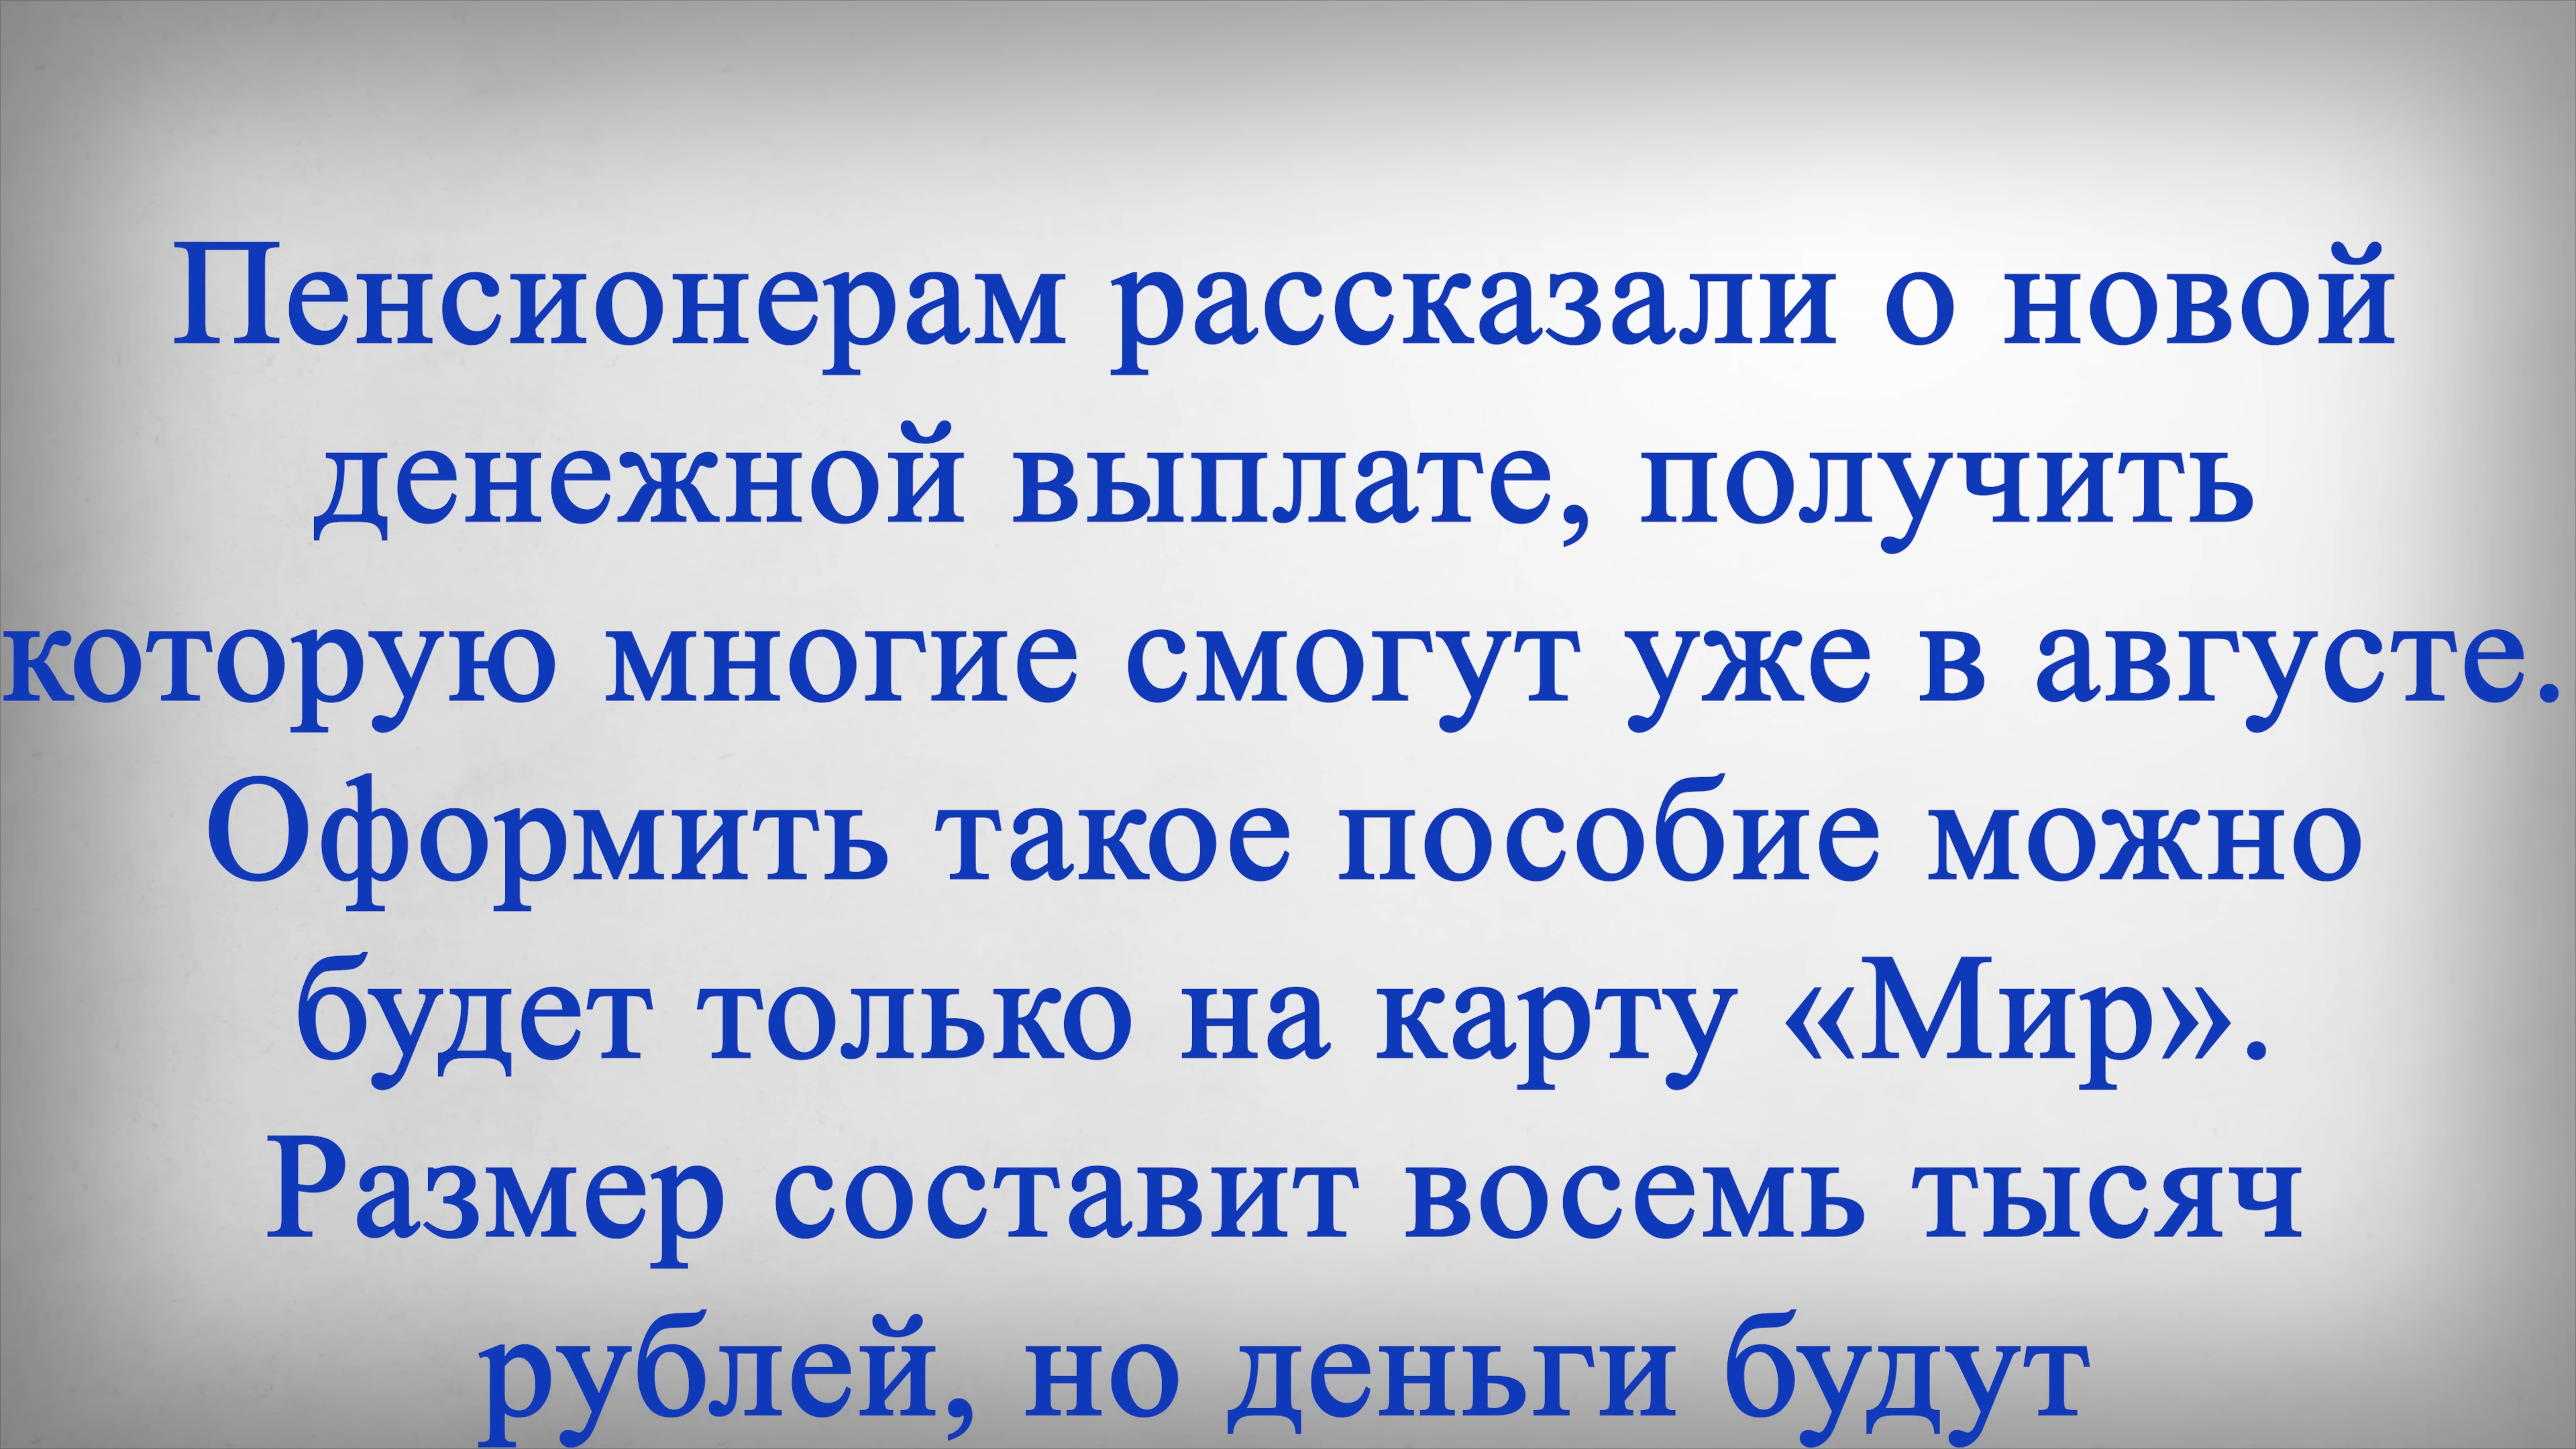 Пенсионерам рассказали о новой
денежной выплате, получить
которую многие смогут уже в августе.
Оформить такое пособие можно
будет только на карту «Мир».
Размер составит восемь тысяч
рублей, но деньги будут